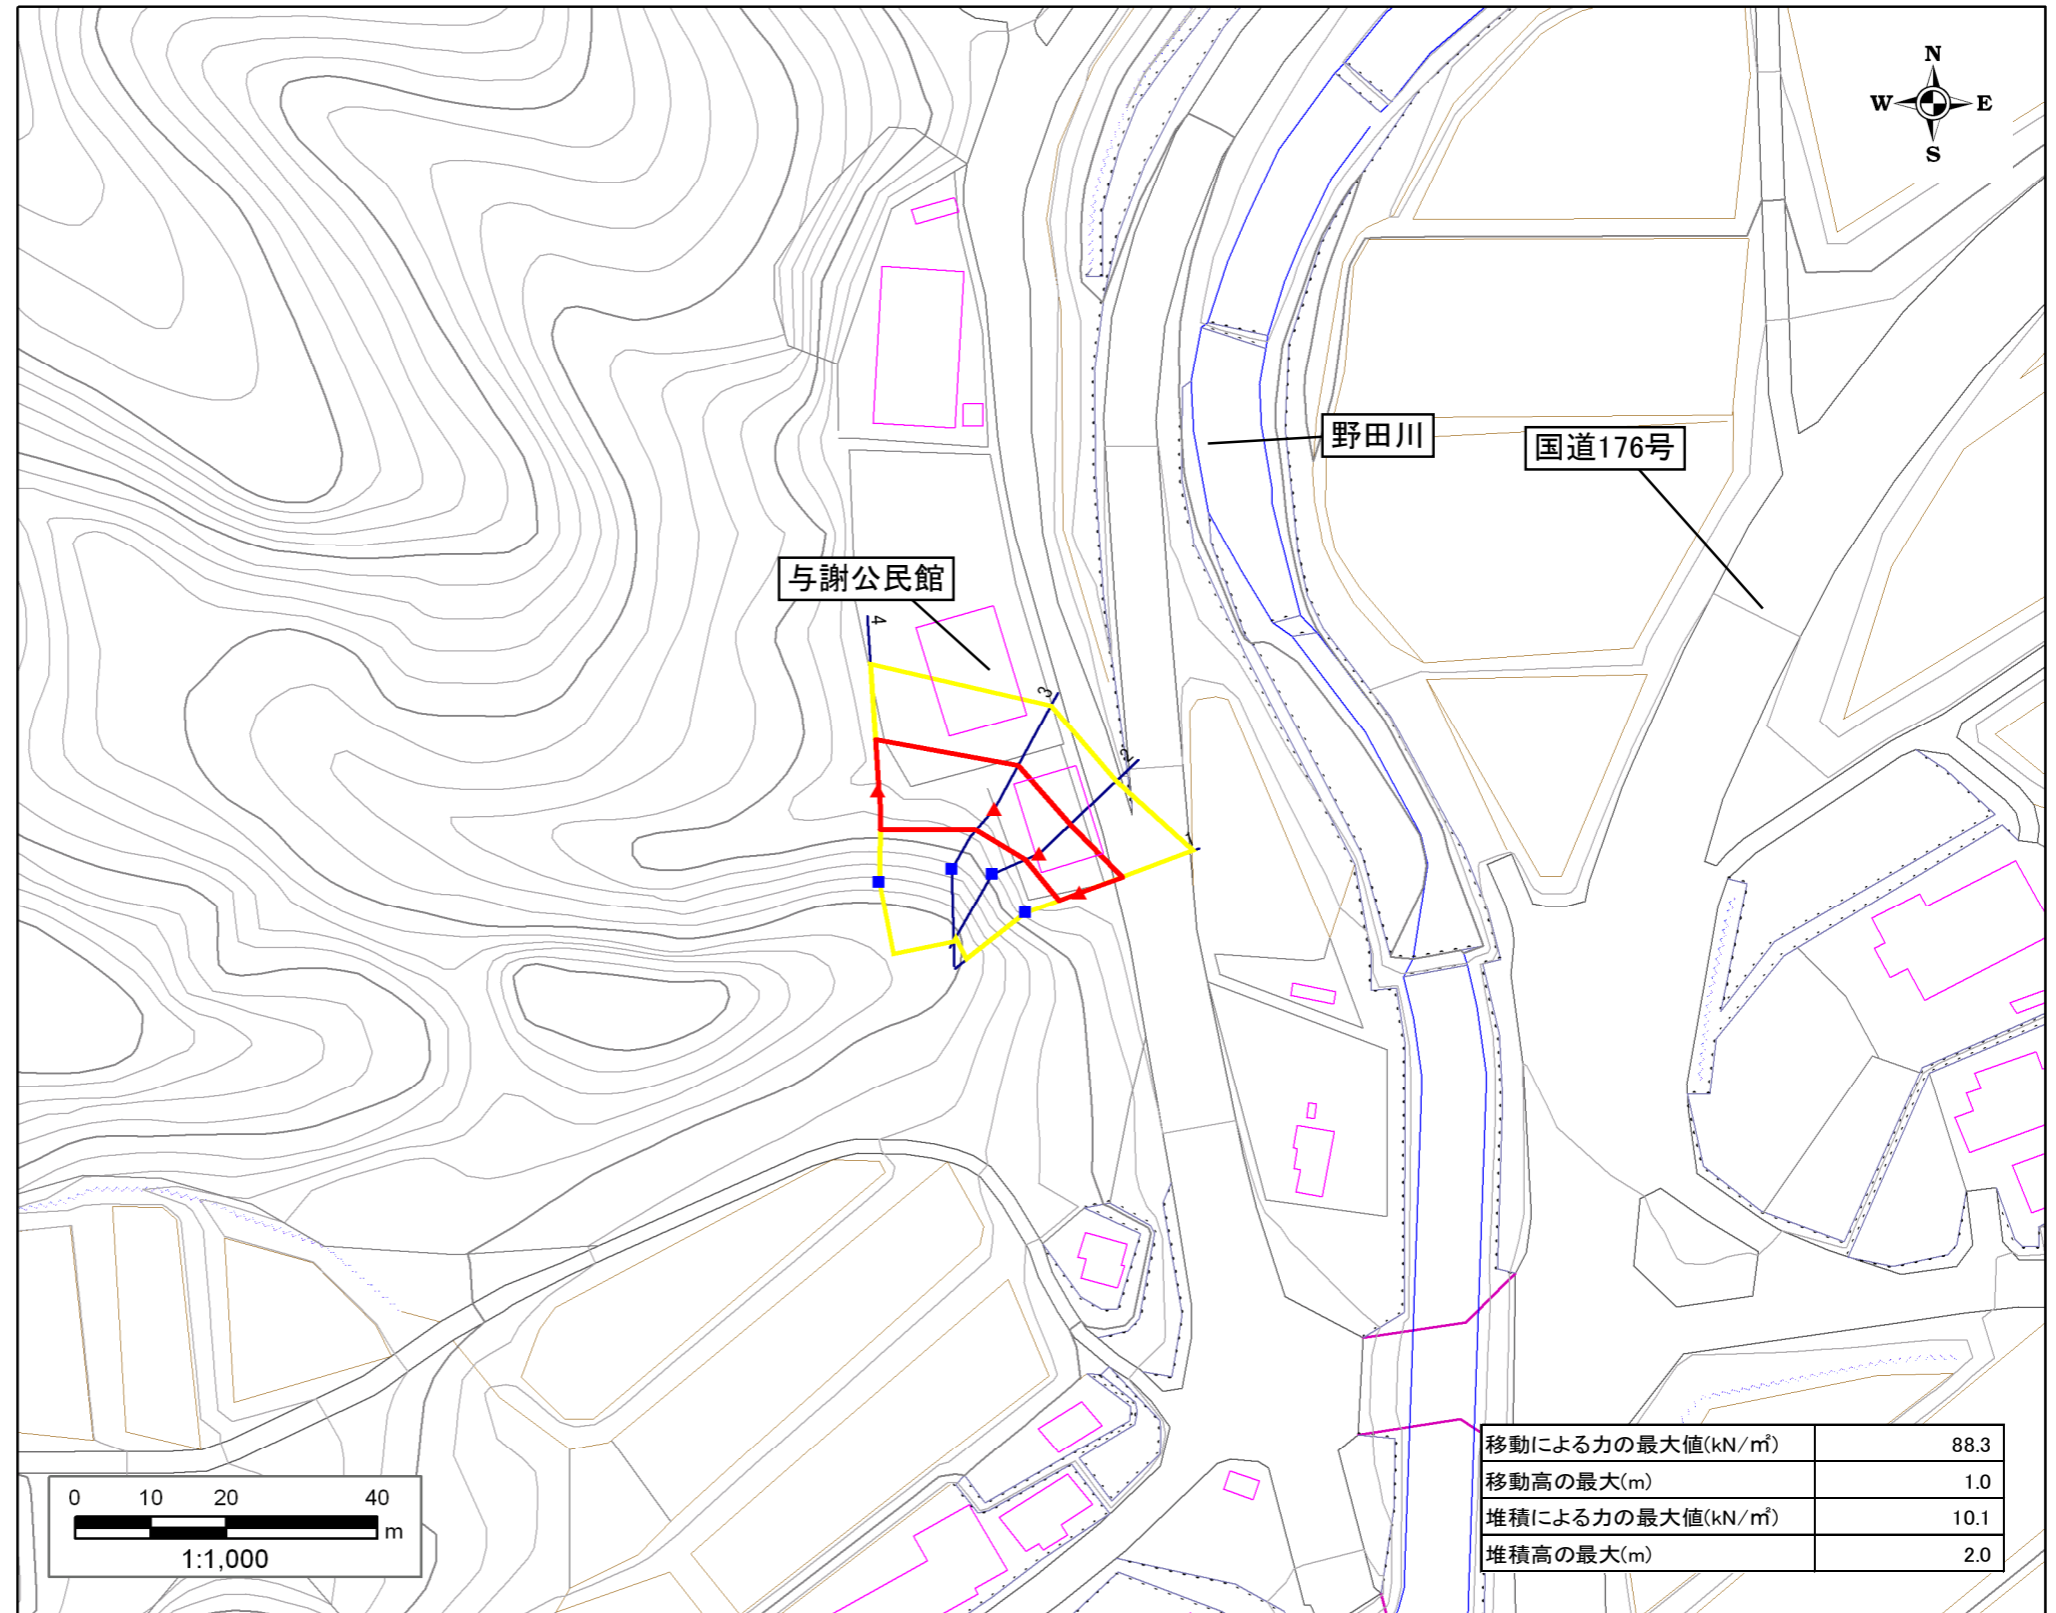 N
W E
S
野田川
国道176号
与謝公民館
4
3
2
1
移動による力の最大値(kN/㎡) 88.3
移動高の最大(m) 1.0
堆積による力の最大値(kN/㎡) 10.1
堆積高の最大(m) 2.0
0 10 20 40
m
1:1,000